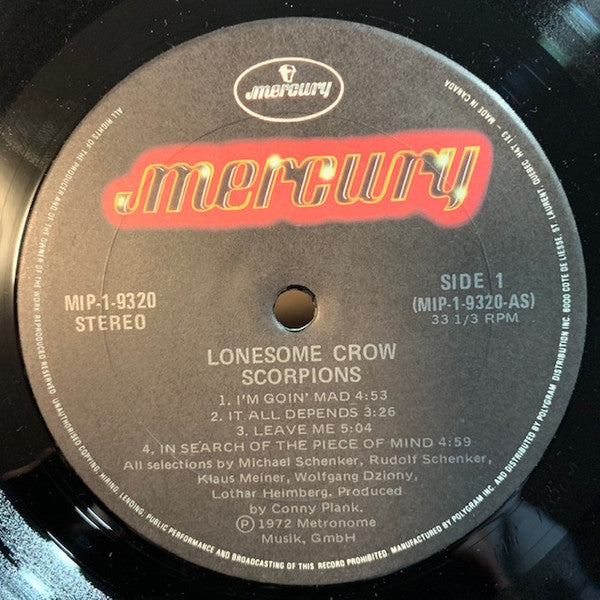 mercury
mercury
MIP-1-9320
STEREO
SIDE 1
(MIP-1-9320-AS)
33 1/3 RPM
LONESOME CROW
SCORPIONS
1. I'M GOIN' MAD 4:53
2. IT ALL DEPENDS 3:26
3. LEAVE ME 5:04
4. IN SEARCH OF THE PIECE OF MIND 4:59
All selections by Michael Schenker, Rudolf Schenker,
Klaus Meiner, Wolfgang Dziony,
Lothar Heimberg. Produced
by Conny Plank.
Ⓟ 1972 Metronome
Musik, GmbH
ALL RIGHTS OF THE PRODUCER AND OF THE OWNER OF THE WORK REPRODUCED RESERVED. UNAUTHORISED COPYING, HIRING, LENDING, PUBLIC PERFORMANCE AND BROADCASTING OF THIS RECORD PROHIBITED. MANUFACTURED BY POLYGRAM INC. AND DISTRIBUTED BY POLYGRAM DISTRIBUTION INC. 6000 COTE DE LIESSE, ST. LAURENT, QUEBEC H4T 1E3 - MADE IN CANADA